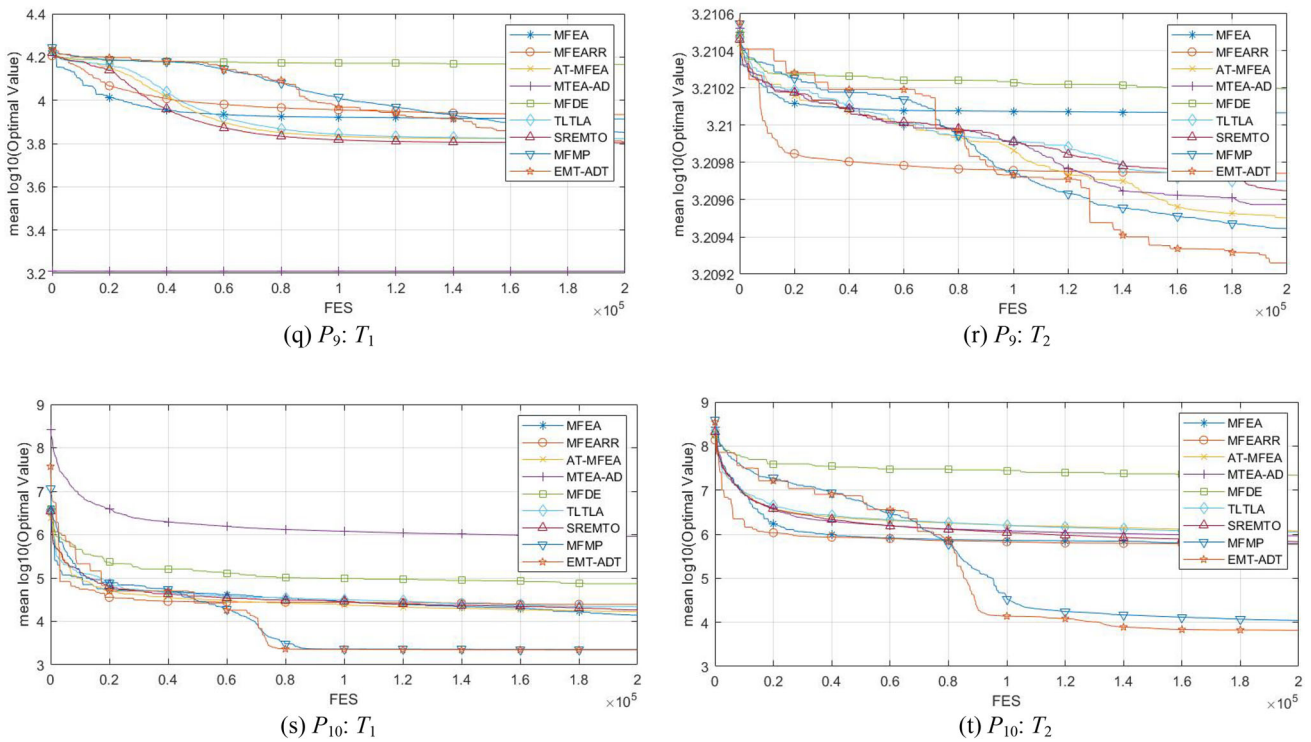 4.4
4.2
4
3.8
3.6
3.4
3.2
mean log10(Optimal Value)
0 0.2 0.4 0.6 0.8 1 1.2 1.4 1.6 1.8 2
FES
×10⁵
MFEA
MFEARR
AT-MFEA
MTEA-AD
MFDE
TLTLA
SREMTO
MFMP
EMT-ADT
(q) P₉: T₁
3.2106
3.2104
3.2102
3.21
3.2098
3.2096
3.2094
3.2092
mean log10(Optimal Value)
0 0.2 0.4 0.6 0.8 1 1.2 1.4 1.6 1.8 2
FES
×10⁵
MFEA
MFEARR
AT-MFEA
MTEA-AD
MFDE
TLTLA
SREMTO
MFMP
EMT-ADT
(r) P₉: T₂
9
8
7
6
5
4
3
mean log10(Optimal Value)
0 0.2 0.4 0.6 0.8 1 1.2 1.4 1.6 1.8 2
FES
×10⁵
MFEA
MFEARR
AT-MFEA
MTEA-AD
MFDE
TLTLA
SREMTO
MFMP
EMT-ADT
(s) P₁₀: T₁
9
8
7
6
5
4
3
mean log10(Optimal Value)
0 0.2 0.4 0.6 0.8 1 1.2 1.4 1.6 1.8 2
FES
×10⁵
MFEA
MFEARR
AT-MFEA
MTEA-AD
MFDE
TLTLA
SREMTO
MFMP
EMT-ADT
(t) P₁₀: T₂